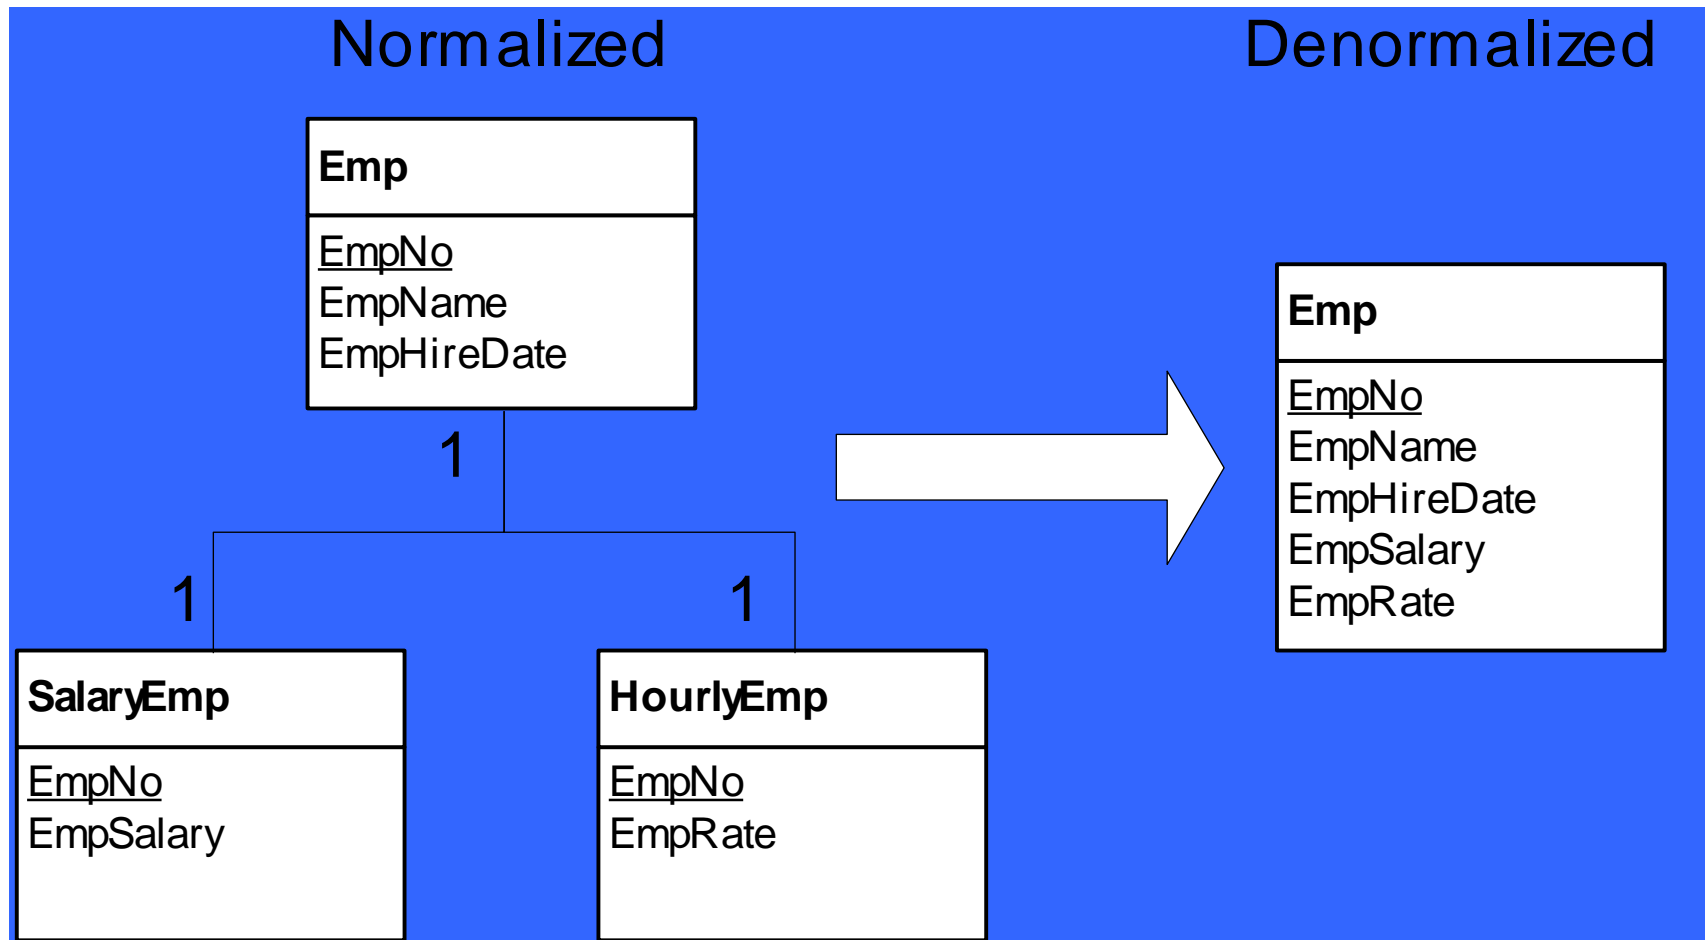 Normalized
Denormalized
Emp
EmpNo
EmpName
EmpHireDate
1
1
1
SalaryEmp
EmpNo
EmpSalary
HourlyEmp
EmpNo
EmpRate
Emp
EmpNo
EmpName
EmpHireDate
EmpSalary
EmpRate